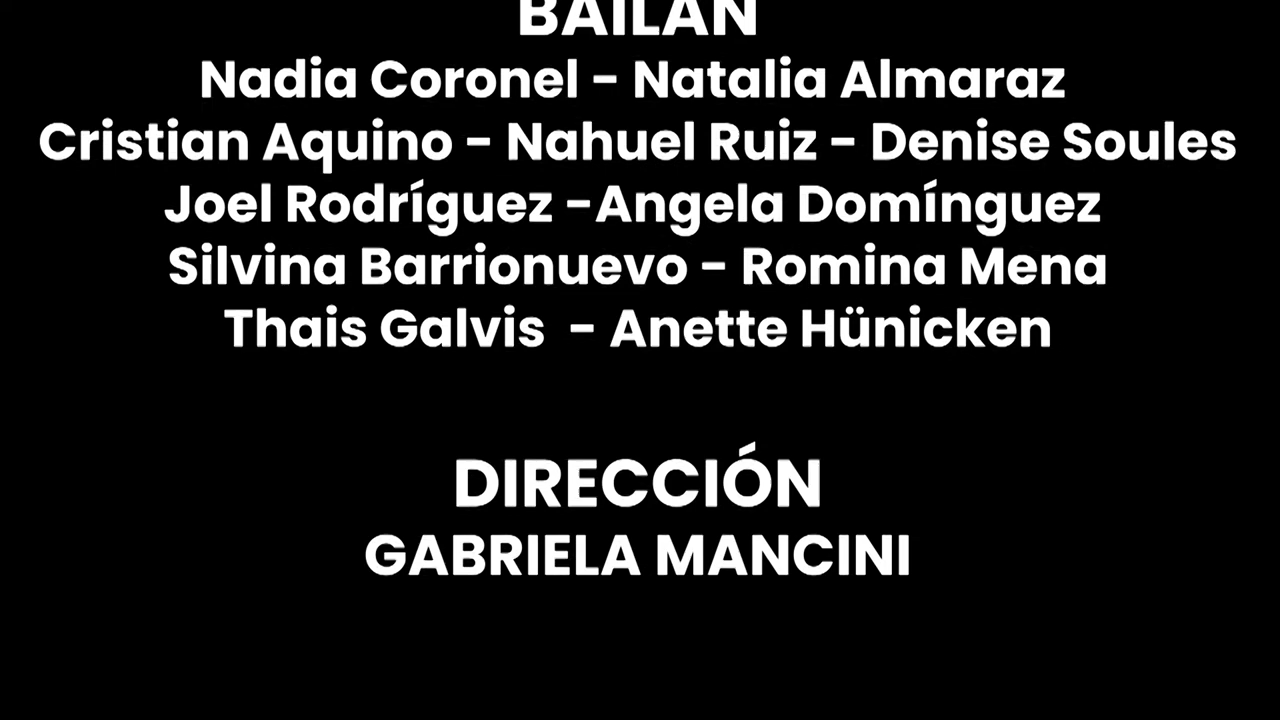 BAILAN
Nadia Coronel - Natalia Almaraz
Cristian Aquino - Nahuel Ruiz - Denise Soules
Joel Rodríguez -Angela Domínguez
Silvina Barrionuevo - Romina Mena
Thais Galvis  - Anette Hünicken
DIRECCIÓN
GABRIELA MANCINI